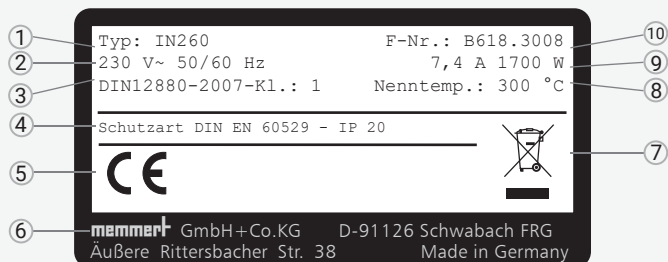 ① Typ: IN260 F-Nr.: B618.3008 ⑩
② 230 V~ 50/60 Hz 7,4 A 1700 W ⑨
③ DIN12880-2007-Kl.: 1 Nenntemp.: 300 °C ⑧
④ Schutzart DIN EN 60529 - IP 20
⑤ CE ⑦
⑥ memmert GmbH+Co.KG D-91126 Schwabach FRG
Äußere Rittersbacher Str. 38 Made in Germany